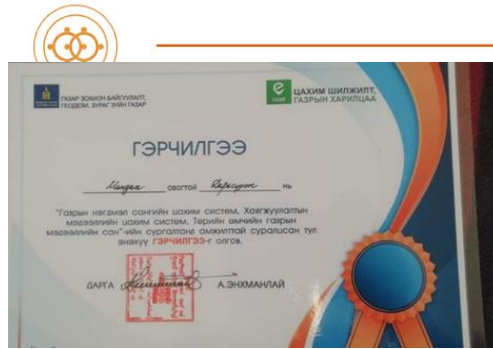 ГАЗАР ЗОХИОН БАЙГУУЛАЛТ,
ГЕОДЕЗИ, ЗУРАГ ЗҮЙН ГАЗАР
ЦАХИМ ШИЛЖИЛТ,
ГАЗРЫН ХАРИЛЦАА
ГЭРЧИЛГЭЭ
овогтой нь
"Газрын нэгдмэл сангийн цахим систем, Хаягжуулалтын
мэдээллийн цахим систем, Төрийн өмчийн газрын
мэдээллийн сан"-ийн сургалтанд амжилттай суралцсан тул
энэхүү ГЭРЧИЛГЭЭ-г олгов.
ДАРГА А.ЭНХМАНЛАЙ